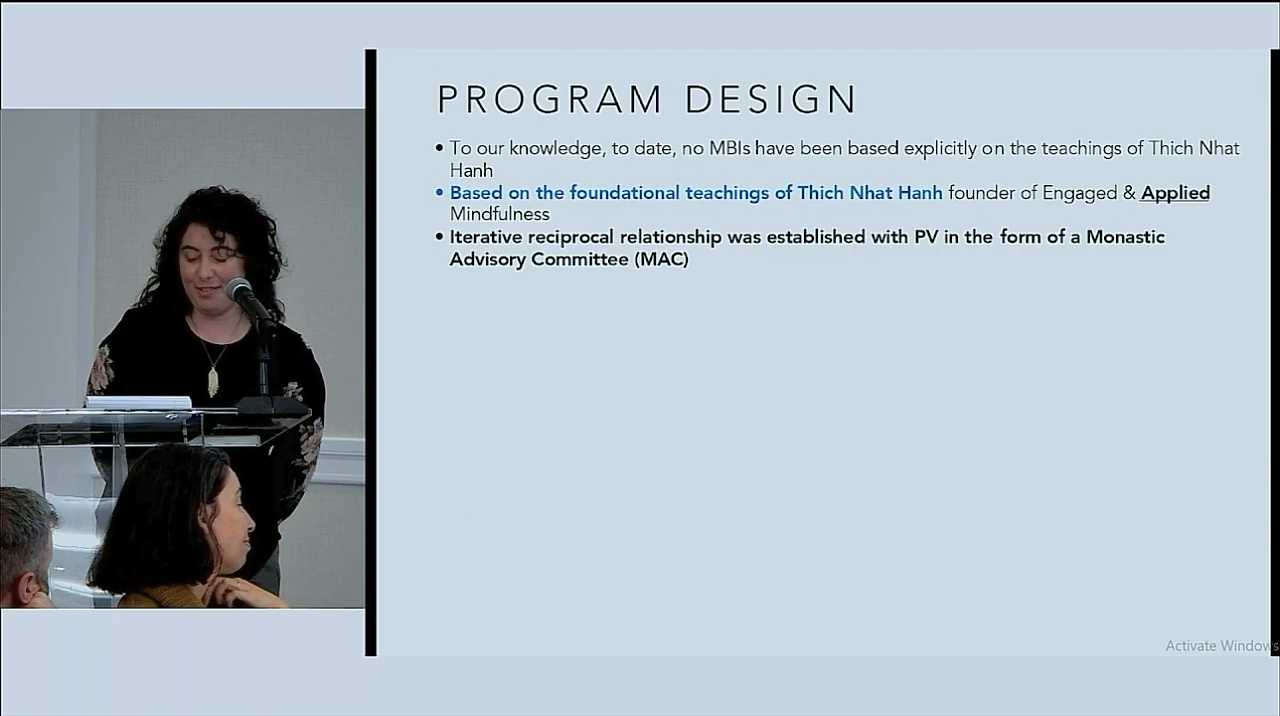 PROGRAM DESIGN
• To our knowledge, to date, no MBIs have been based explicitly on the teachings of Thich Nhat
Hanh
• Based on the foundational teachings of Thich Nhat Hanh founder of Engaged & Applied
Mindfulness
• Iterative reciprocal relationship was established with PV in the form of a Monastic
Advisory Committee (MAC)
Activate Windows